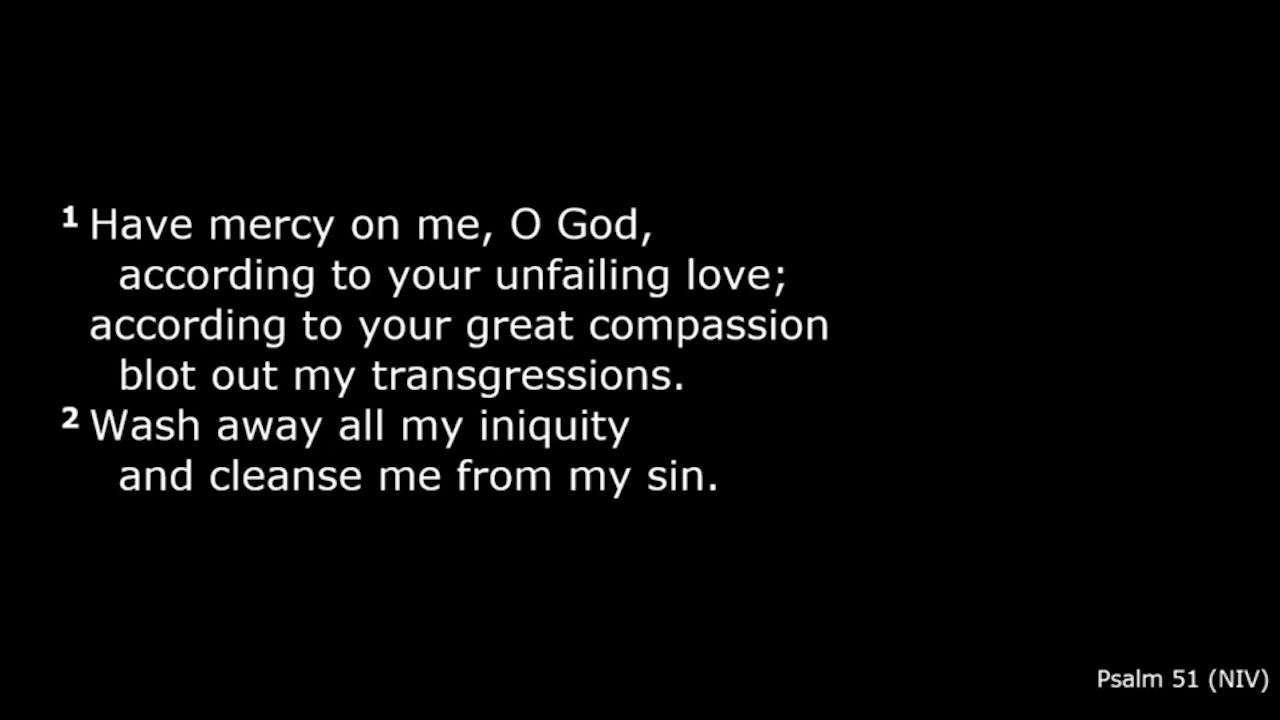 1 Have mercy on me, O God,
according to your unfailing love;
according to your great compassion
blot out my transgressions.
2 Wash away all my iniquity
and cleanse me from my sin.
Psalm 51 (NIV)